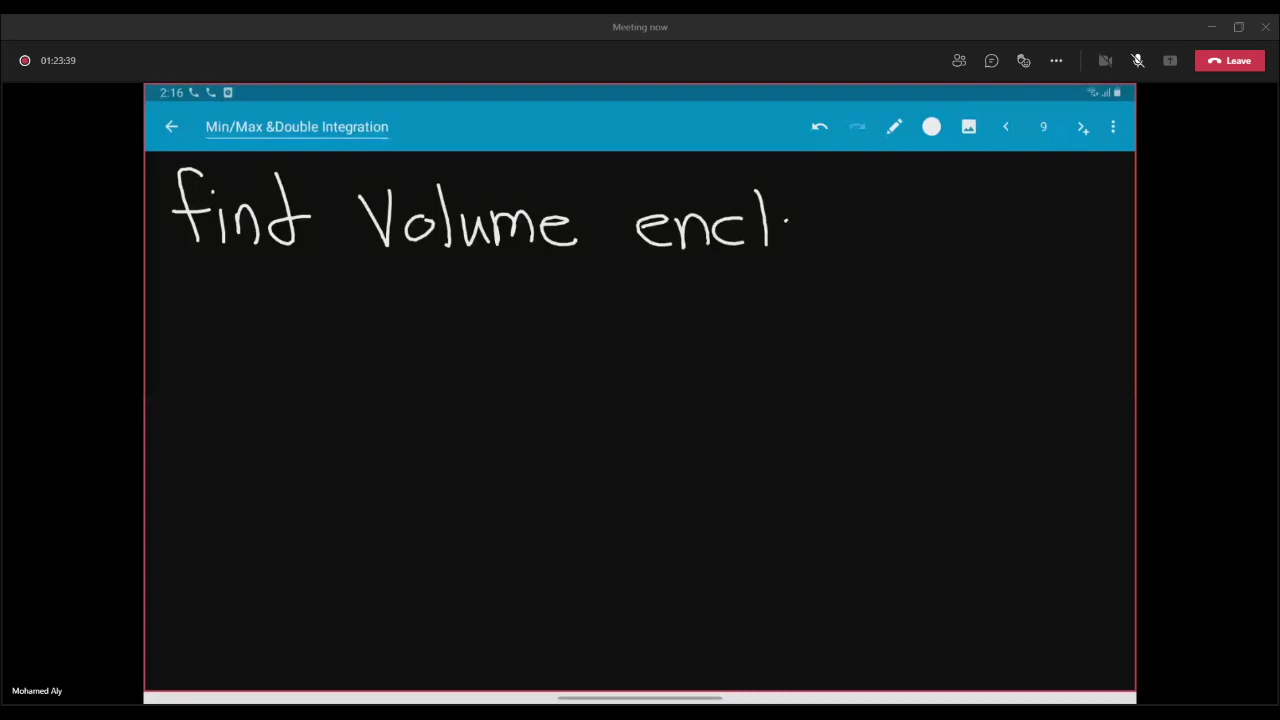 Meeting now
01:23:39
Leave
2:16
Min/Max &Double Integration
9
find Volume encl
Mohamed Aly